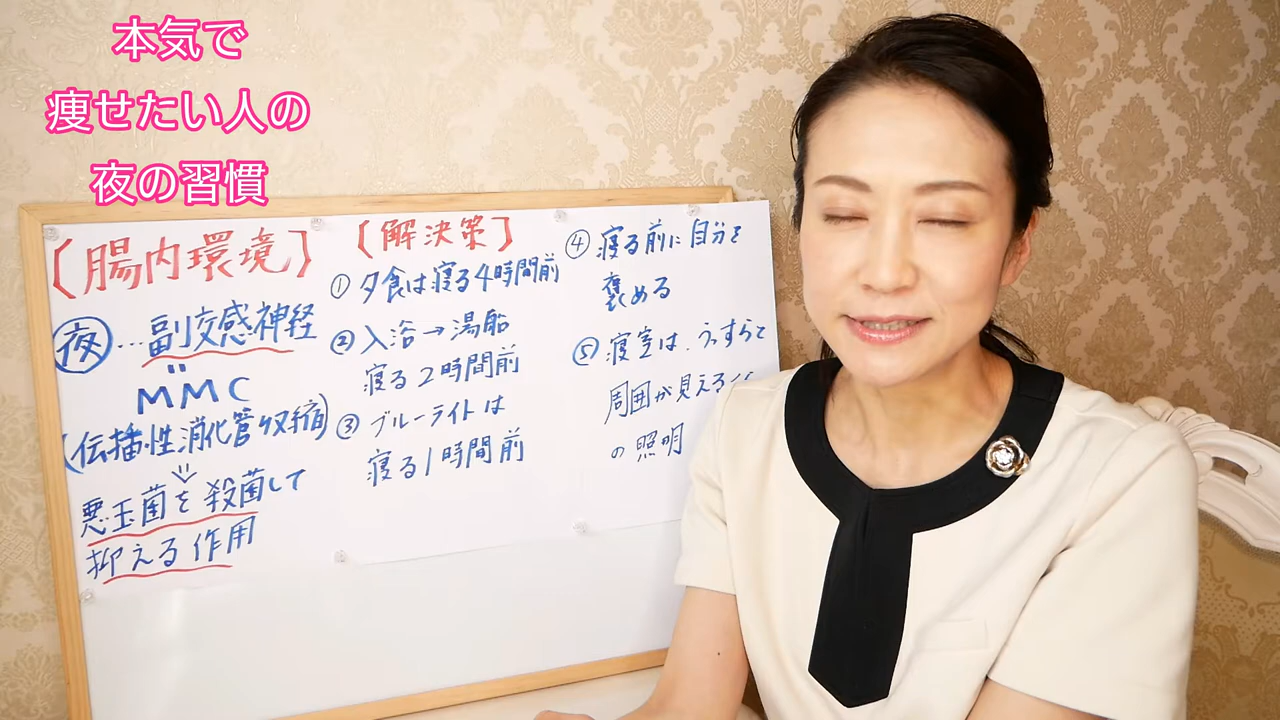 本気で
痩せたい人の
夜の習慣
【腸内環境】
夜…副交感神経
=
MMC
(伝播性消化管収縮)
悪玉菌を殺菌して
抑える作用
【解決策】
① 夕食は寝る4時間前
② 入浴→湯船
寝る2時間前
③ ブルーライトは
寝る1時間前
④ 寝る前に自分を
褒める
⑤ 寝室は、うっすらと
周囲が見える
の照明